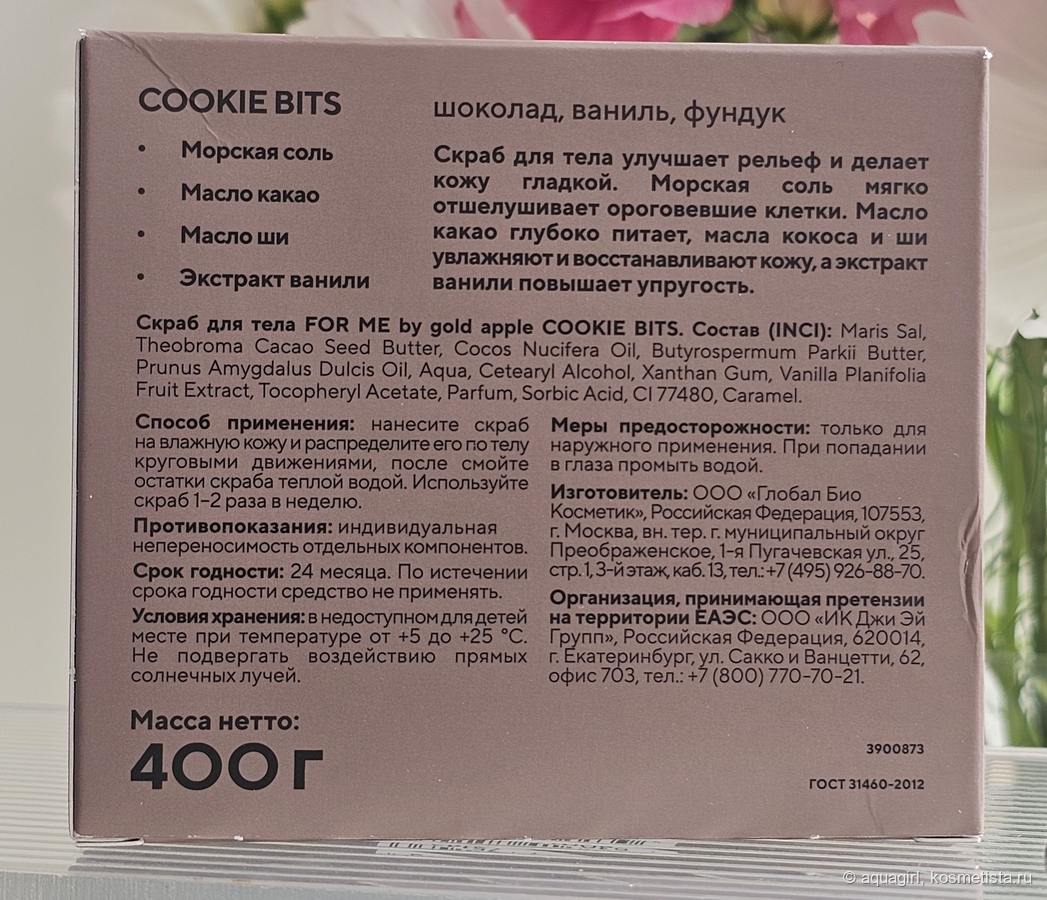 COOKIE BITS
• Морская соль
• Масло какао
• Масло ши
• Экстракт ванили
шоколад, ваниль, фундук
Скраб для тела улучшает рельеф и делает
кожу гладкой. Морская соль мягко
отшелушивает ороговевшие клетки. Масло
какао глубоко питает, масла кокоса и ши
увлажняют и восстанавливают кожу, а экстракт
ванили повышает упругость.
Скраб для тела FOR ME by gold apple COOKIE BITS. Состав (INCI): Maris Sal,
Theobroma Cacao Seed Butter, Cocos Nucifera Oil, Butyrospermum Parkii Butter,
Prunus Amygdalus Dulcis Oil, Aqua, Cetearyl Alcohol, Xanthan Gum, Vanilla Planifolia
Fruit Extract, Tocopheryl Acetate, Parfum, Sorbic Acid, CI 77480, Caramel.
Способ применения: нанесите скраб
на влажную кожу и распределите его по телу
круговыми движениями, после смойте
остатки скраба теплой водой. Используйте
скраб 1–2 раза в неделю.
Противопоказания: индивидуальная
непереносимость отдельных компонентов.
Срок годности: 24 месяца. По истечении
срока годности средство не применять.
Условия хранения: в недоступном для детей
месте при температуре от +5 до +25 °C.
Не подвергать воздействию прямых
солнечных лучей.
Меры предосторожности: только для
наружного применения. При попадании
в глаза промыть водой.
Изготовитель: ООО «Глобал Био
Косметик», Российская Федерация, 107553,
г. Москва, вн. тер. г. муниципальный округ
Преображенское, 1-я Пугачевская ул., 25,
стр. 1, 3-й этаж, каб. 13, тел.: +7 (495) 926-88-70.
Организация, принимающая претензии
на территории ЕАЭС: ООО «ИК Джи Эй
Групп», Российская Федерация, 620014,
г. Екатеринбург, ул. Сакко и Ванцетти, 62,
офис 703, тел.: +7 (800) 770-70-21.
Масса нетто:
400 г
3900873
ГОСТ 31460-2012
© aquagirl, kosmetista.ru